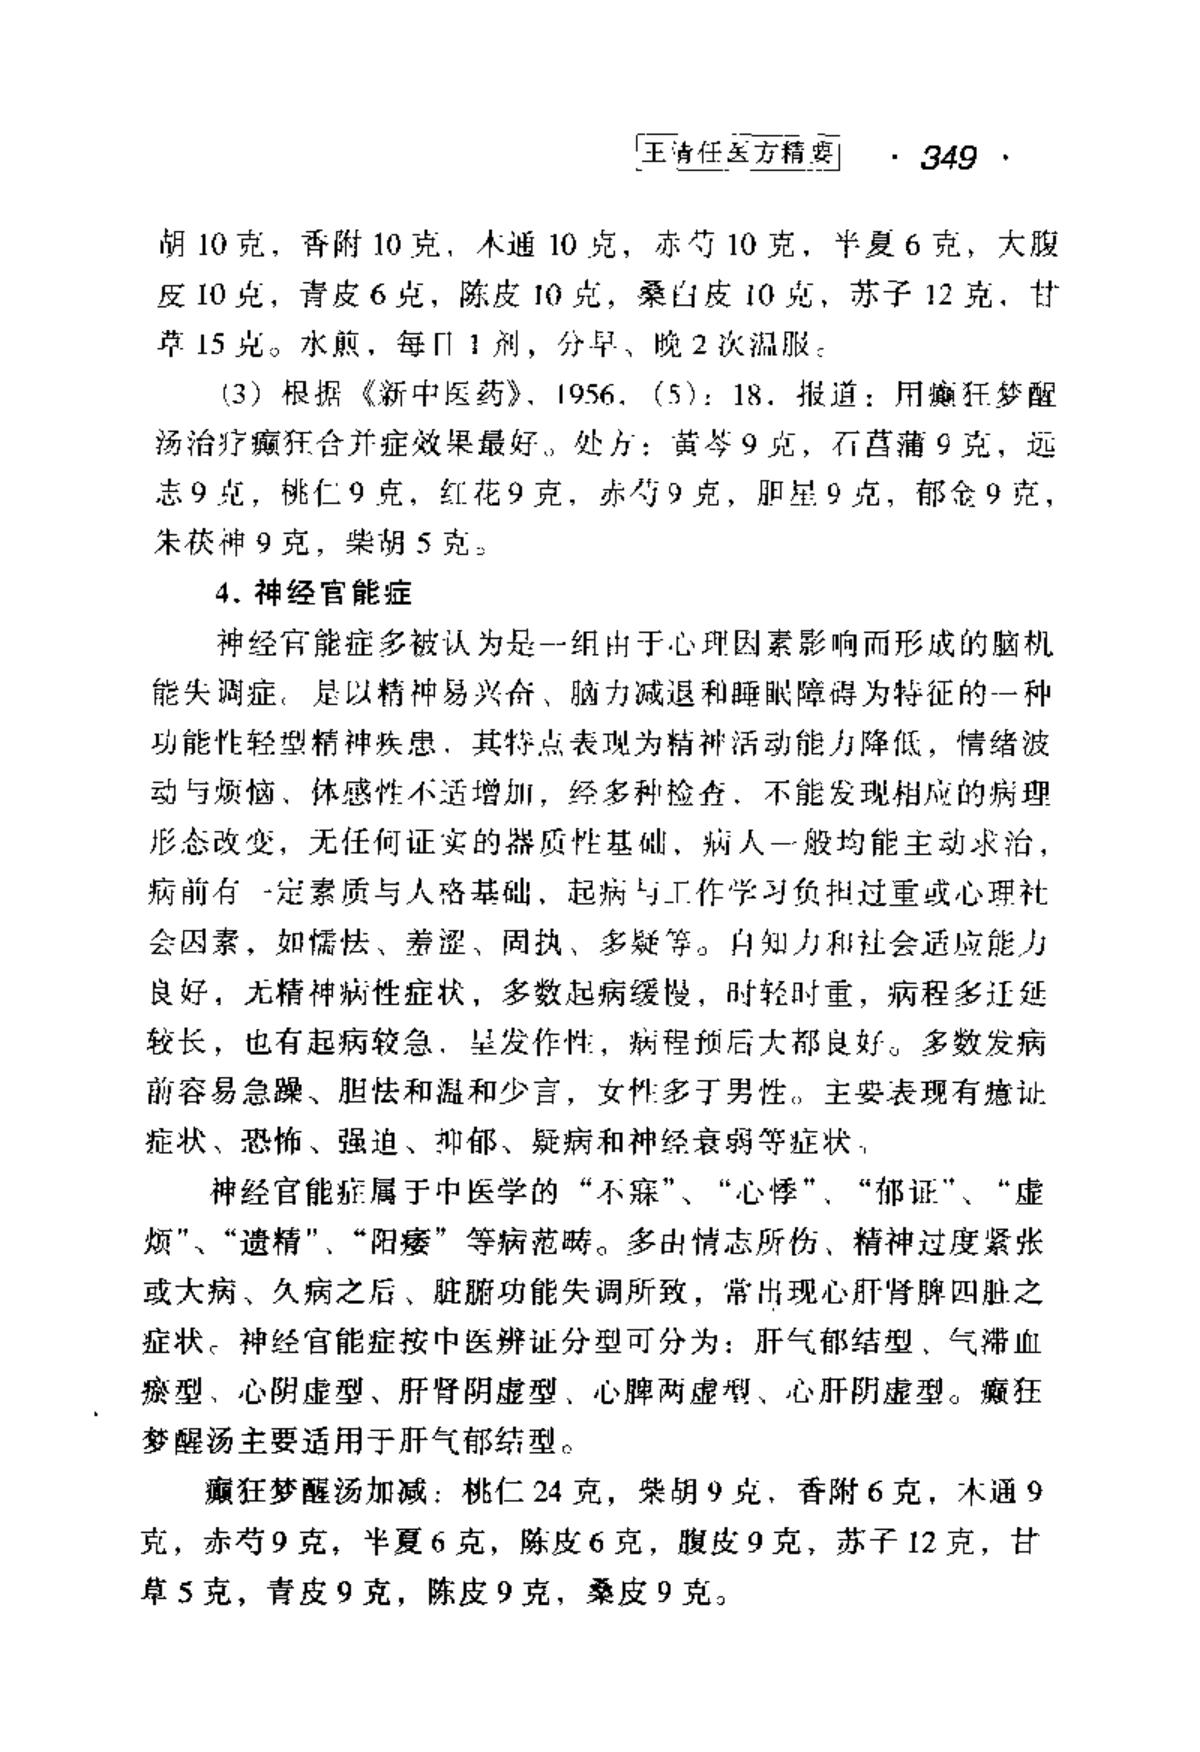 王清任医方精要 · 349 ·
胡 10 克，香附 10 克，木通 10 克，赤芍 10 克，半夏 6 克，大腹
皮 10 克，青皮 6 克，陈皮 10 克，桑白皮 10 克，苏子 12 克，甘
草 15 克。水煎，每日 1 剂，分早、晚 2 次温服。
(3) 根据《新中医药》，1956，(5)：18．报道：用癫狂梦醒
汤治疗癫狂合并症效果最好。处方：黄芩 9 克，石菖蒲 9 克，远
志 9 克，桃仁 9 克，红花 9 克，赤芍 9 克，胆星 9 克，郁金 9 克，
朱茯神 9 克，柴胡 5 克。
4．神经官能症
神经官能症多被认为是一组由于心理因素影响而形成的脑机
能失调症。是以精神易兴奋、脑力减退和睡眠障碍为特征的一种
功能性轻型精神疾患，其特点表现为精神活动能力降低，情绪波
动与烦恼、体感性不适增加，经多种检查，不能发现相应的病理
形态改变，无任何证实的器质性基础，病人一般均能主动求治，
病前有一定素质与人格基础，起病与工作学习负担过重或心理社
会因素，如懦怯、羞涩、固执、多疑等。自知力和社会适应能力
良好，无精神病性症状，多数起病缓慢，时轻时重，病程多迁延
较长，也有起病较急，呈发作性，病程预后大都良好。多数发病
前容易急躁、胆怯和温和少言，女性多于男性。主要表现有癔证
症状、恐怖、强迫、抑郁、疑病和神经衰弱等症状。
神经官能症属于中医学的“不寐”、“心悸”、“郁证”、“虚
烦”、“遗精”、“阳痿”等病范畴。多由情志所伤、精神过度紧张
或大病、久病之后、脏腑功能失调所致，常出现心肝肾脾四脏之
症状。神经官能症按中医辨证分型可分为：肝气郁结型、气滞血
瘀型、心阴虚型、肝肾阴虚型、心脾两虚型、心肝阴虚型。癫狂
梦醒汤主要适用于肝气郁结型。
癫狂梦醒汤加减：桃仁 24 克，柴胡 9 克，香附 6 克，木通 9
克，赤芍 9 克，半夏 6 克，陈皮 6 克，腹皮 9 克，苏子 12 克，甘
草 5 克，青皮 9 克，陈皮 9 克，桑皮 9 克。